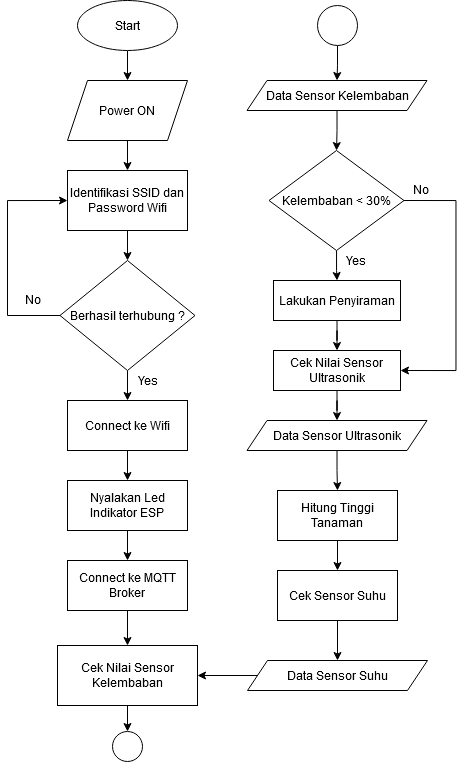 Start
Power ON
Identifikasi SSID dan
Password Wifi
No
Berhasil terhubung ?
Yes
Connect ke Wifi
Nyalakan Led
Indikator ESP
Connect ke MQTT
Broker
Cek Nilai Sensor
Kelembaban
Data Sensor Kelembaban
Kelembaban < 30%
No
Yes
Lakukan Penyiraman
Cek Nilai Sensor
Ultrasonik
Data Sensor Ultrasonik
Hitung Tinggi
Tanaman
Cek Sensor Suhu
Data Sensor Suhu